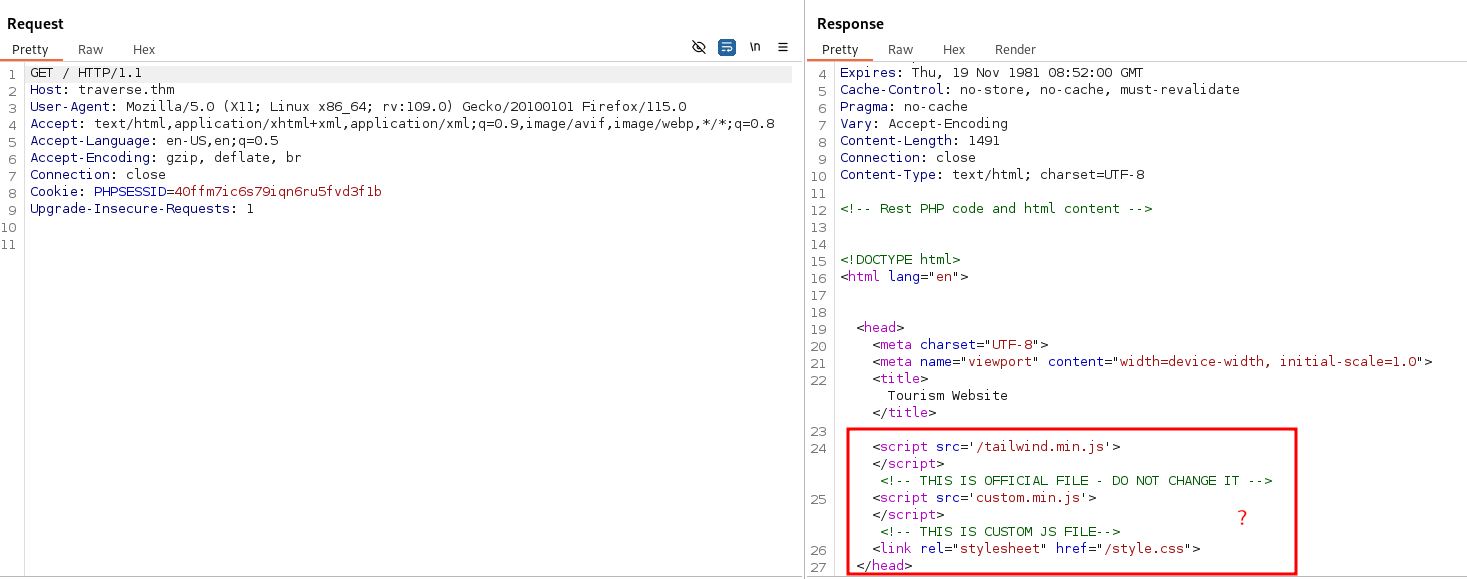 Request
Pretty Raw Hex \n
1 GET / HTTP/1.1
2 Host: traverse.thm
3 User-Agent: Mozilla/5.0 (X11; Linux x86_64; rv:109.0) Gecko/20100101 Firefox/115.0
4 Accept: text/html,application/xhtml+xml,application/xml;q=0.9,image/avif,image/webp,*/*;q=0.8
5 Accept-Language: en-US,en;q=0.5
6 Accept-Encoding: gzip, deflate, br
7 Connection: close
8 Cookie: PHPSESSID=40ffm7ic6s79iqn6ru5fvd3f1b
9 Upgrade-Insecure-Requests: 1
10
11
Response
Pretty Raw Hex Render
4 Expires: Thu, 19 Nov 1981 08:52:00 GMT
5 Cache-Control: no-store, no-cache, must-revalidate
6 Pragma: no-cache
7 Vary: Accept-Encoding
8 Content-Length: 1491
9 Connection: close
10 Content-Type: text/html; charset=UTF-8
11
12 <!-- Rest PHP code and html content -->
13
14
15 <!DOCTYPE html>
16 <html lang="en">
17
18
19 <head>
20 <meta charset="UTF-8">
21 <meta name="viewport" content="width=device-width, initial-scale=1.0">
22 <title>
Tourism Website
</title>
23
24 <script src='/tailwind.min.js'>
</script>
<!-- THIS IS OFFICIAL FILE - DO NOT CHANGE IT -->
25 <script src='custom.min.js'>
</script>
?
<!-- THIS IS CUSTOM JS FILE-->
26 <link rel="stylesheet" href="/style.css">
27 </head>